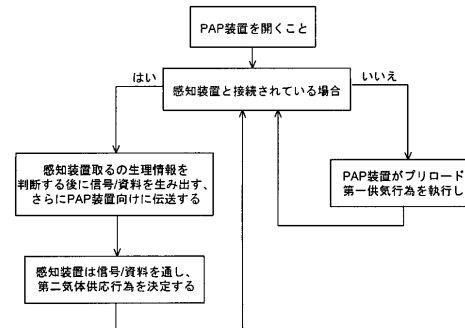 PAP装置を開くこと
感知装置と接続されている場合
はい
いいえ
感知装置取るの生理情報を
判断する後に信号/資料を生み出す、
さらにPAP装置向けに伝送する
PAP装置がプリロード
第一供気行為を執行し
感知装置は信号/資料を通し、
第二気体供応行為を決定する